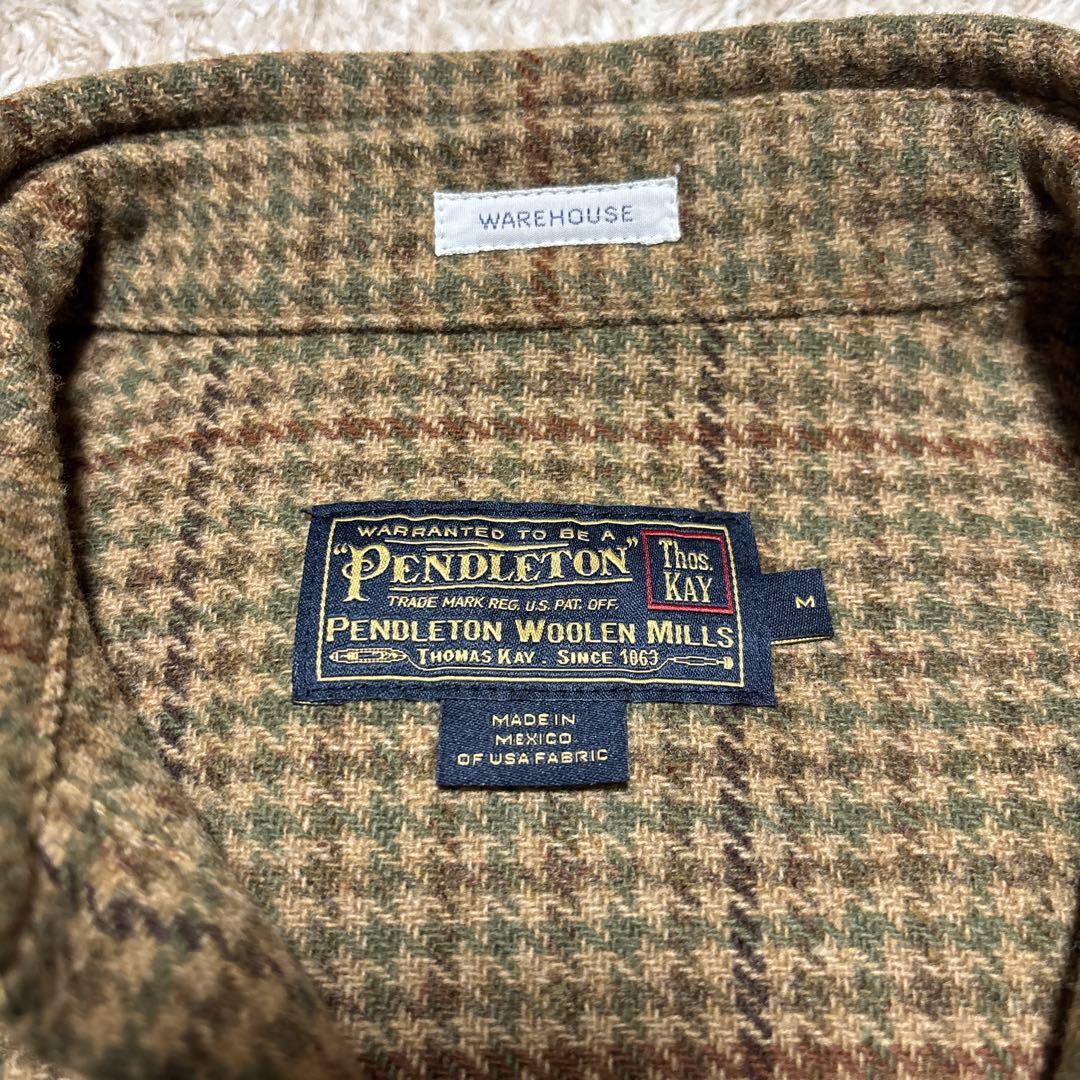 WAREHOUSE
WARRANTED TO BE A
"PENDLETON"
Thos.
KAY
TRADE MARK REG. U.S. PAT. OFF.
PENDLETON WOOLEN MILLS
THOMAS KAY . SINCE 1863
M
MADE IN
MEXICO
OF USA FABRIC